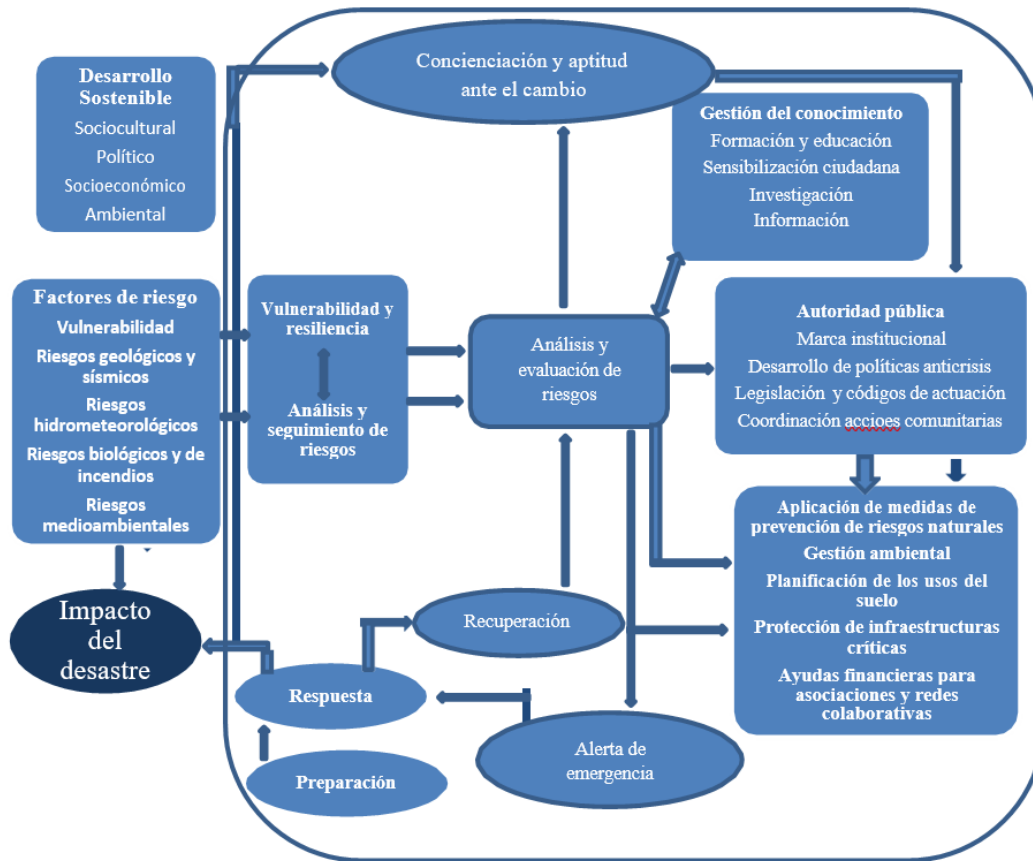 Concienciación y aptitud
ante el cambio
Desarrollo
Sostenible
Sociocultural
Político
Socioeconómico
Ambiental
Gestión del conocimiento
Formación y educación
Sensibilización ciudadana
Investigación
Información
Factores de riesgo
Vulnerabilidad
Riesgos geológicos y
sísmicos
Riesgos
hidrometeorológicos
Riesgos biológicos y de
incendios
Riesgos
medioambientales
Vulnerabilidad y
resiliencia
Análisis y
seguimiento de
riesgos
Análisis y
evaluación de
riesgos
Autoridad pública
Marca institucional
Desarrollo de políticas anticrisis
Legislación y códigos de actuación
Coordinación accioes comunitarias
Aplicación de medidas de
prevención de riesgos naturales
Gestión ambiental
Planificación de los usos del
suelo
Protección de infraestructuras
críticas
Ayudas financieras para
asociaciones y redes
colaborativas
Impacto
del
desastre
Recuperación
Respuesta
Preparación
Alerta de
emergencia